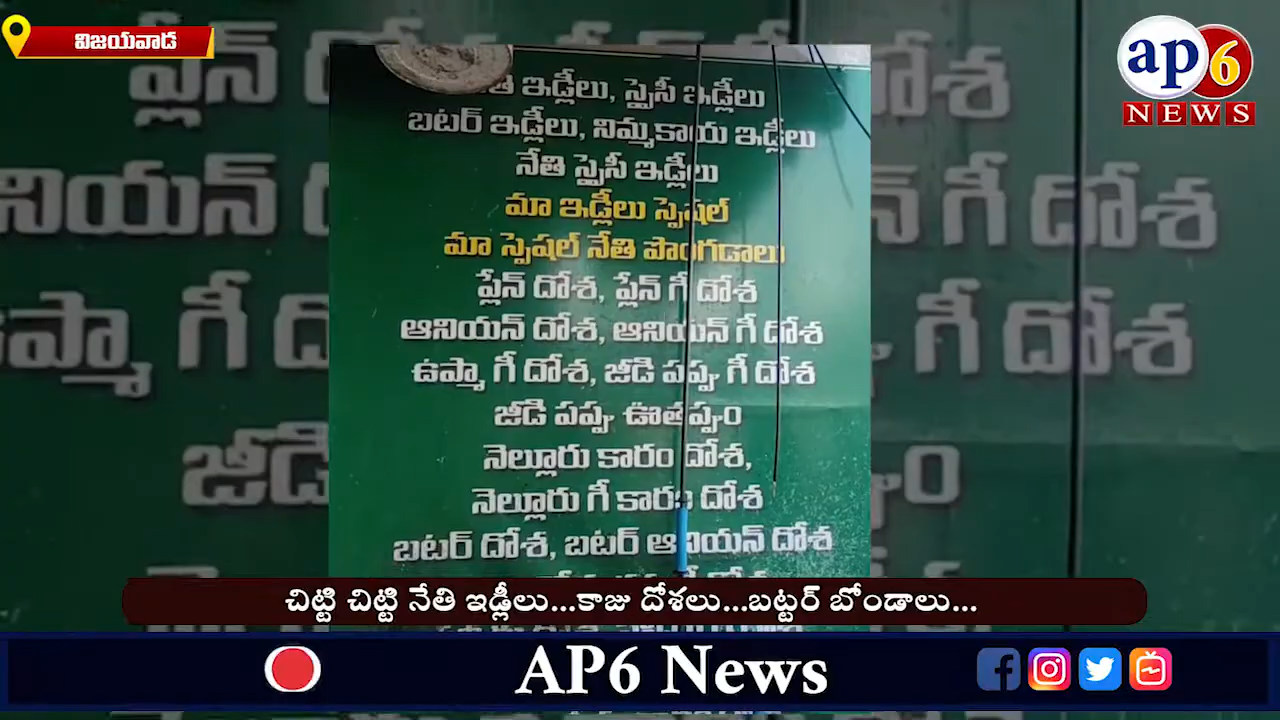 విజయవాడ
ap6
NEWS
ఇడ్లీలు, స్పైసీ ఇడ్లీలు
బటర్ ఇడ్లీలు, నిమ్మకాయ ఇడ్లీలు
నేతి స్పైసీ ఇడ్లీలు
మా ఇడ్లీలు స్పెషల్
మా స్పెషల్ నేతి పొంగడాలు
ప్లేన్ దోశ, ప్లేన్ గీ దోశ
ఆనియన్ దోశ, ఆనియన్ గీ దోశ
ఉప్మా గీ దోశ, జీడి పప్పు గీ దోశ
జీడి పప్పు ఊతప్పం
నెల్లూరు కారం దోశ,
నెల్లూరు గీ కారం దోశ
బటర్ దోశ, బటర్ ఆనియన్ దోశ
చిట్టి చిట్టి నేతి ఇడ్లీలు...కాజు దోశలు...బట్టర్ బోండాలు...
AP6 News